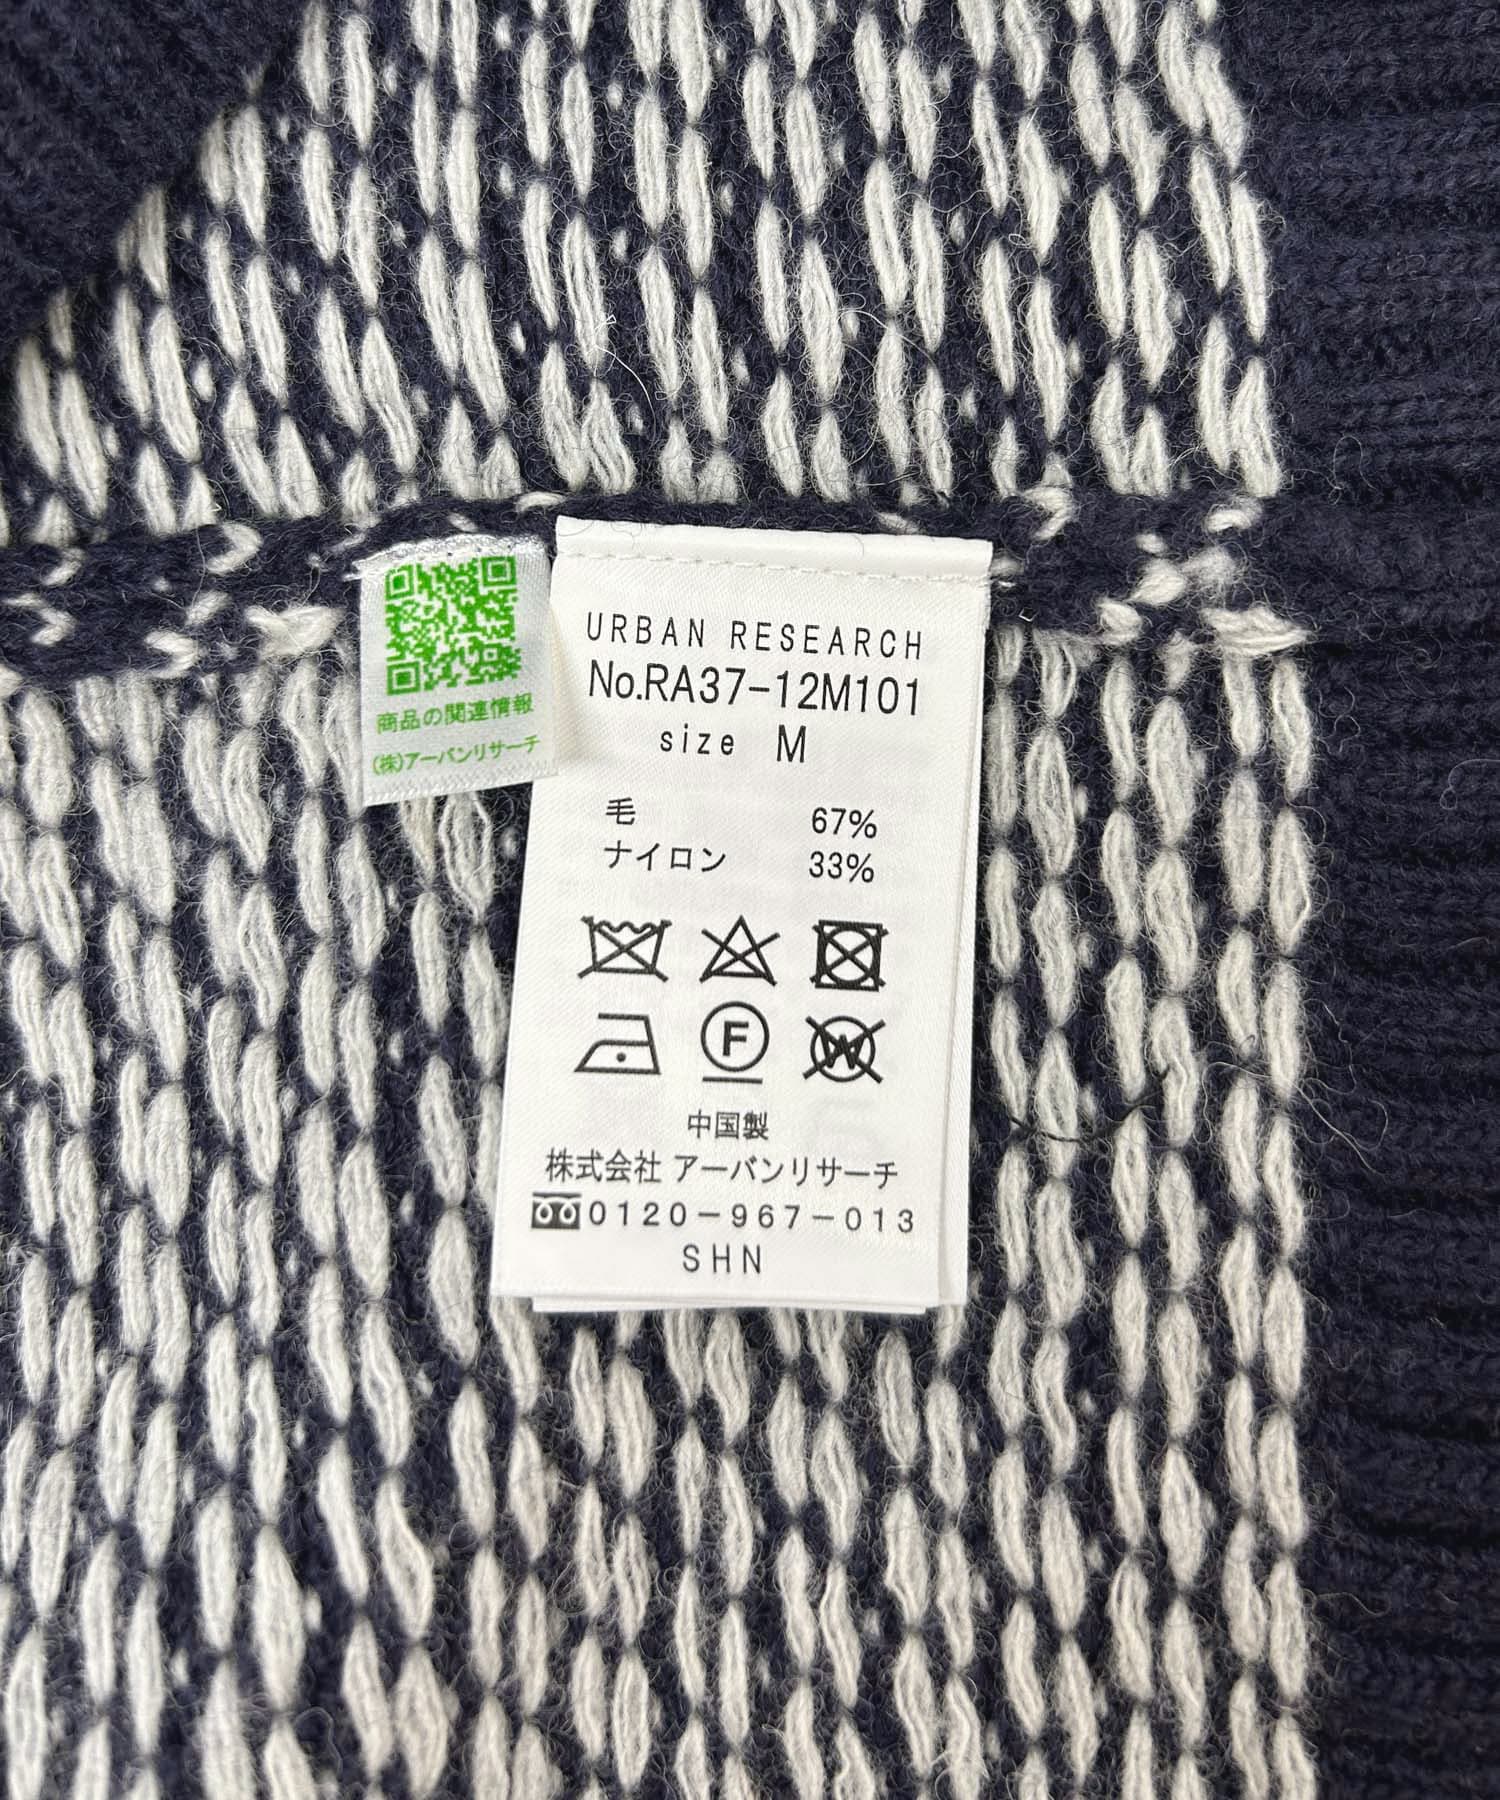 商品の関連情報
(株)アーバンリサーチ
URBAN RESEARCH
No.RA37-12M101
size M
毛 67%
ナイロン 33%
F W
中国製
株式会社 アーバンリサーチ
0120-967-013
SHN